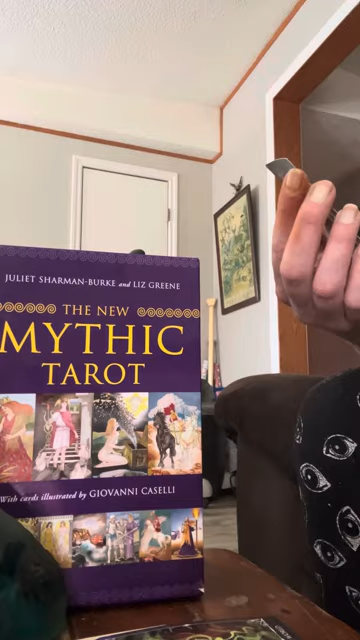 JULIET SHARMAN-BURKE and LIZ GREENE
THE NEW
MYTHIC
TAROT
With cards illustrated by GIOVANNI CASELLI